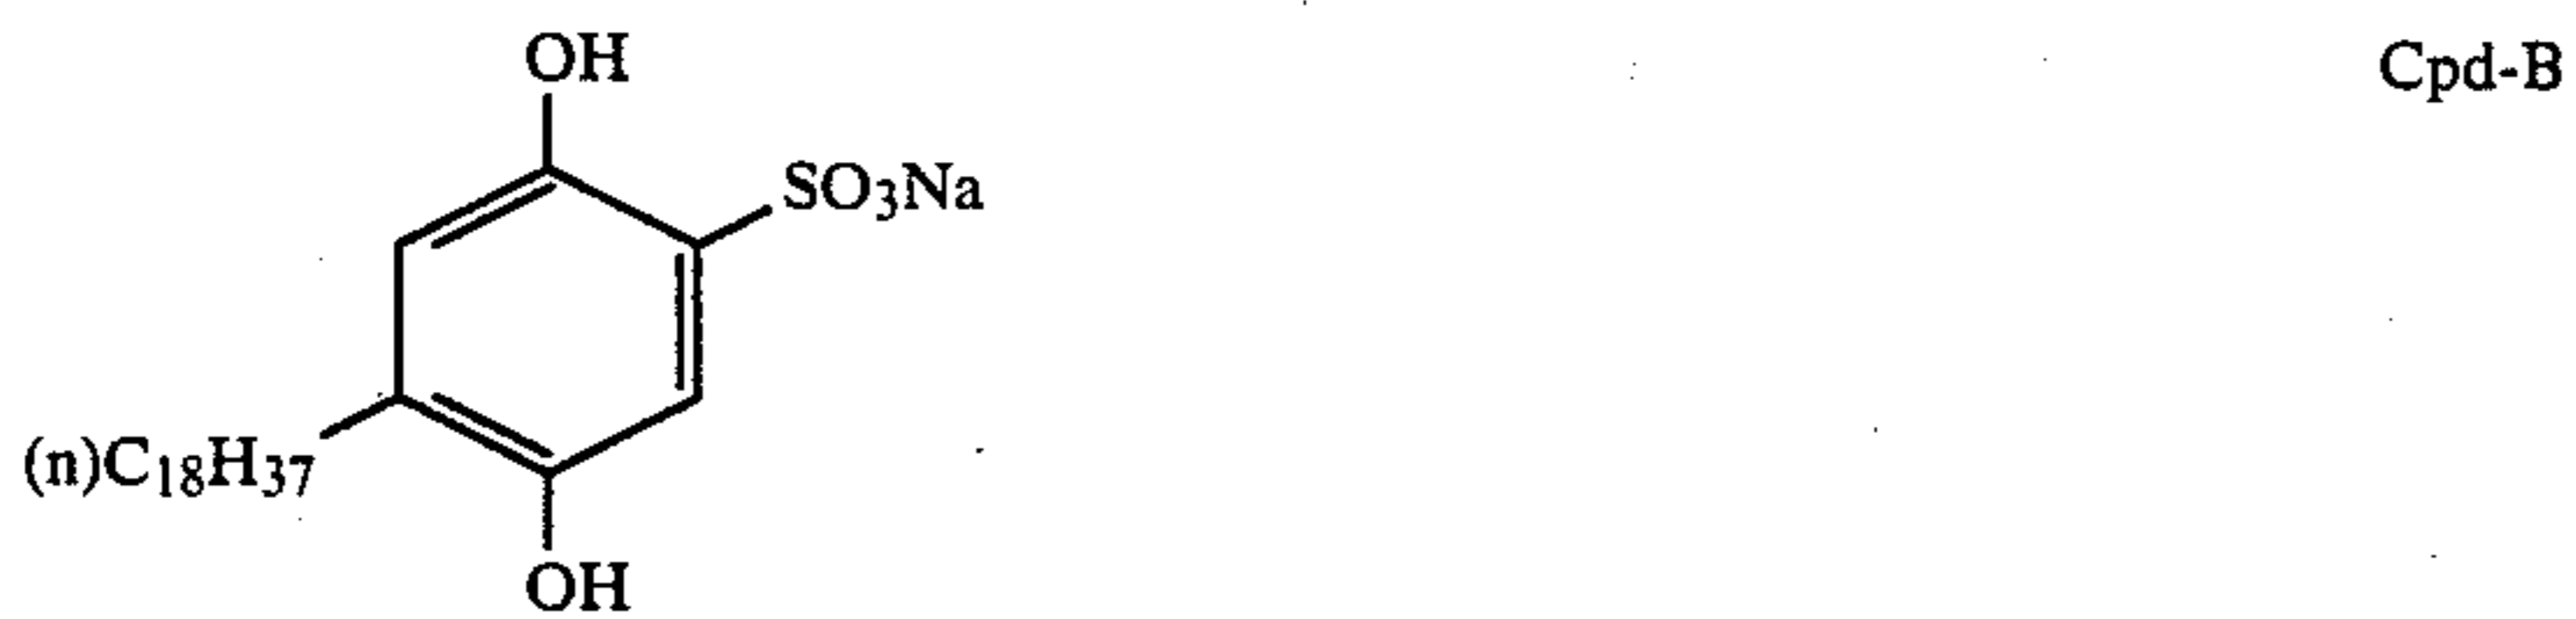 OH
Cpd-B
SO3Na
(n)C18H37
OH